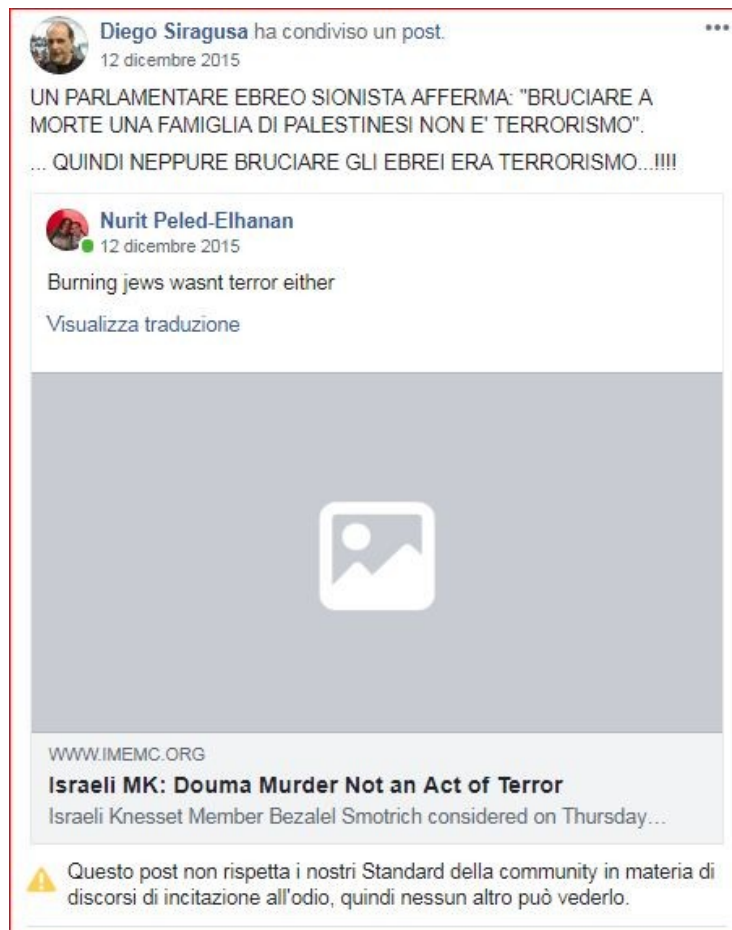 Diego Siragusa ha condiviso un post.
12 dicembre 2015
UN PARLAMENTARE EBREO SIONISTA AFFERMA: "BRUCIARE A
MORTE UNA FAMIGLIA DI PALESTINESI NON E' TERRORISMO".
... QUINDI NEPPURE BRUCIARE GLI EBREI ERA TERRORISMO...!!!!
Nurit Peled-Elhanan
12 dicembre 2015
Burning jews wasnt terror either
Visualizza traduzione
WWW.IMEMC.ORG
Israeli MK: Douma Murder Not an Act of Terror
Israeli Knesset Member Bezalel Smotrich considered on Thursday...
Questo post non rispetta i nostri Standard della community in materia di
discorsi di incitazione all'odio, quindi nessun altro può vederlo.